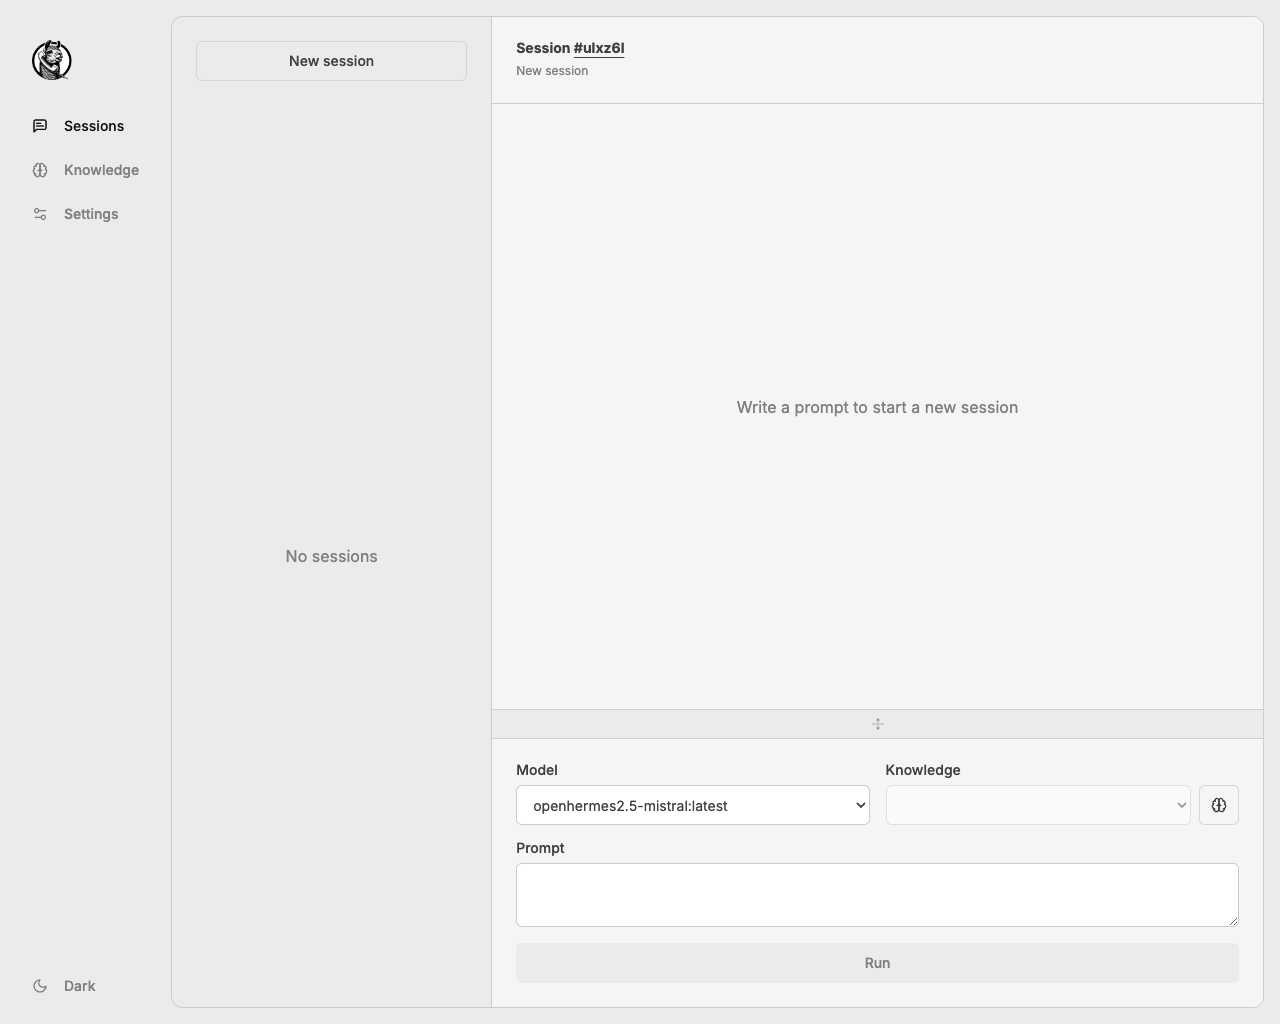 Sessions
Knowledge
Settings
Dark
New session
No sessions
Session #ulxz6l
New session
Write a prompt to start a new session
Model
Knowledge
openhermes2.5-mistral:latest
Prompt
Run